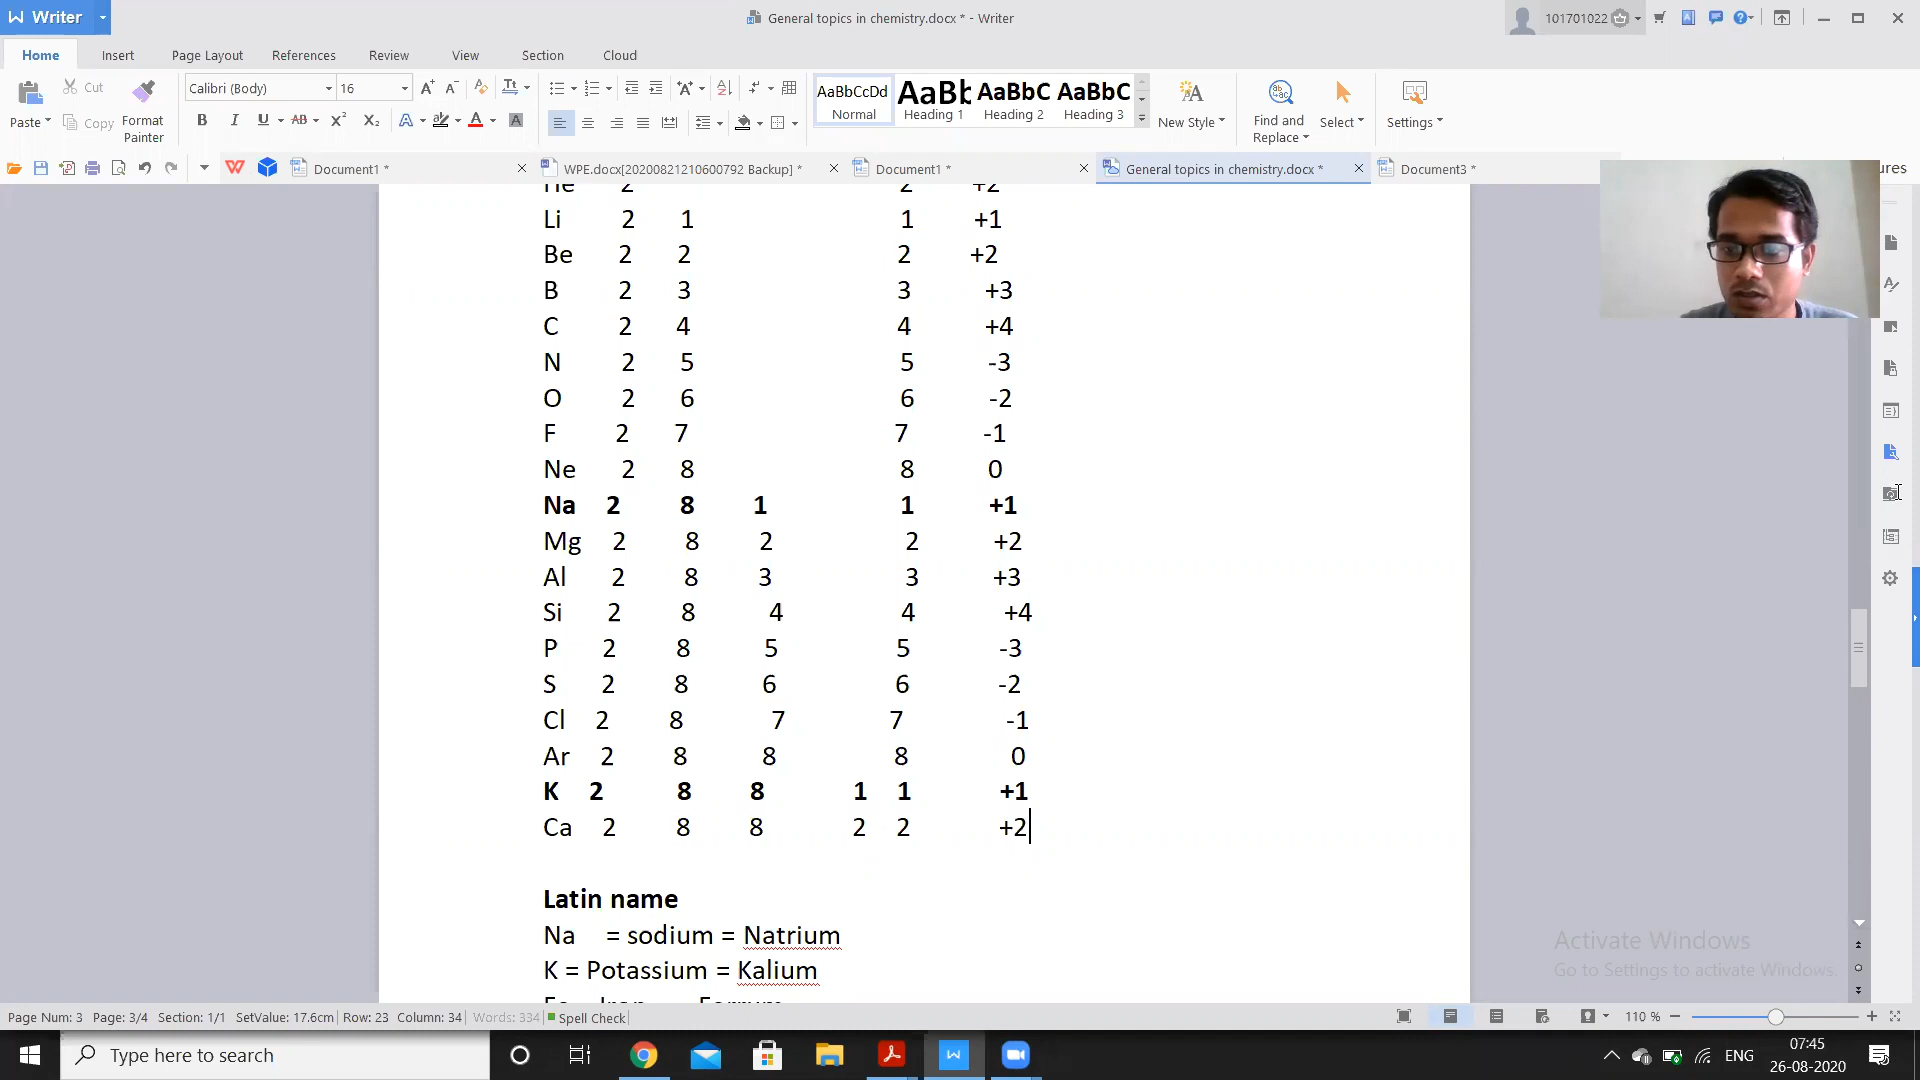 Writer
General topics in chemistry.docx * - Writer
101701022
Home Insert Page Layout References Review View Section Cloud
Paste Cut Copy Format Painter
Calibri (Body) 16
B I U AB X² X₂ A A A
AaBbCcDd AaBb AaBbC AaBbC
Normal Heading 1 Heading 2 Heading 3
New Style Find and Replace Select Settings
Document1 * WPE.docx[20200821210600792 Backup] * Document1 * General topics in chemistry.docx * Document3 * ures
He 2 2 +2
Li 2 1 1 +1
Be 2 2 2 +2
B 2 3 3 +3
C 2 4 4 +4
N 2 5 5 -3
O 2 6 6 -2
F 2 7 7 -1
Ne 2 8 8 0
Na 2 8 1 1 +1
Mg 2 8 2 2 +2
Al 2 8 3 3 +3
Si 2 8 4 4 +4
P 2 8 5 5 -3
S 2 8 6 6 -2
Cl 2 8 7 7 -1
Ar 2 8 8 8 0
K 2 8 8 1 1 +1
Ca 2 8 8 2 2 +2
Latin name
Na = sodium = Natrium
K = Potassium = Kalium
Activate Windows
Go to Settings to activate Windows.
Page Num: 3 Page: 3/4 Section: 1/1 SetValue: 17.6cm Row: 23 Column: 34 Words: 334 Spell Check 110 %
Type here to search
ENG
07:45
26-08-2020